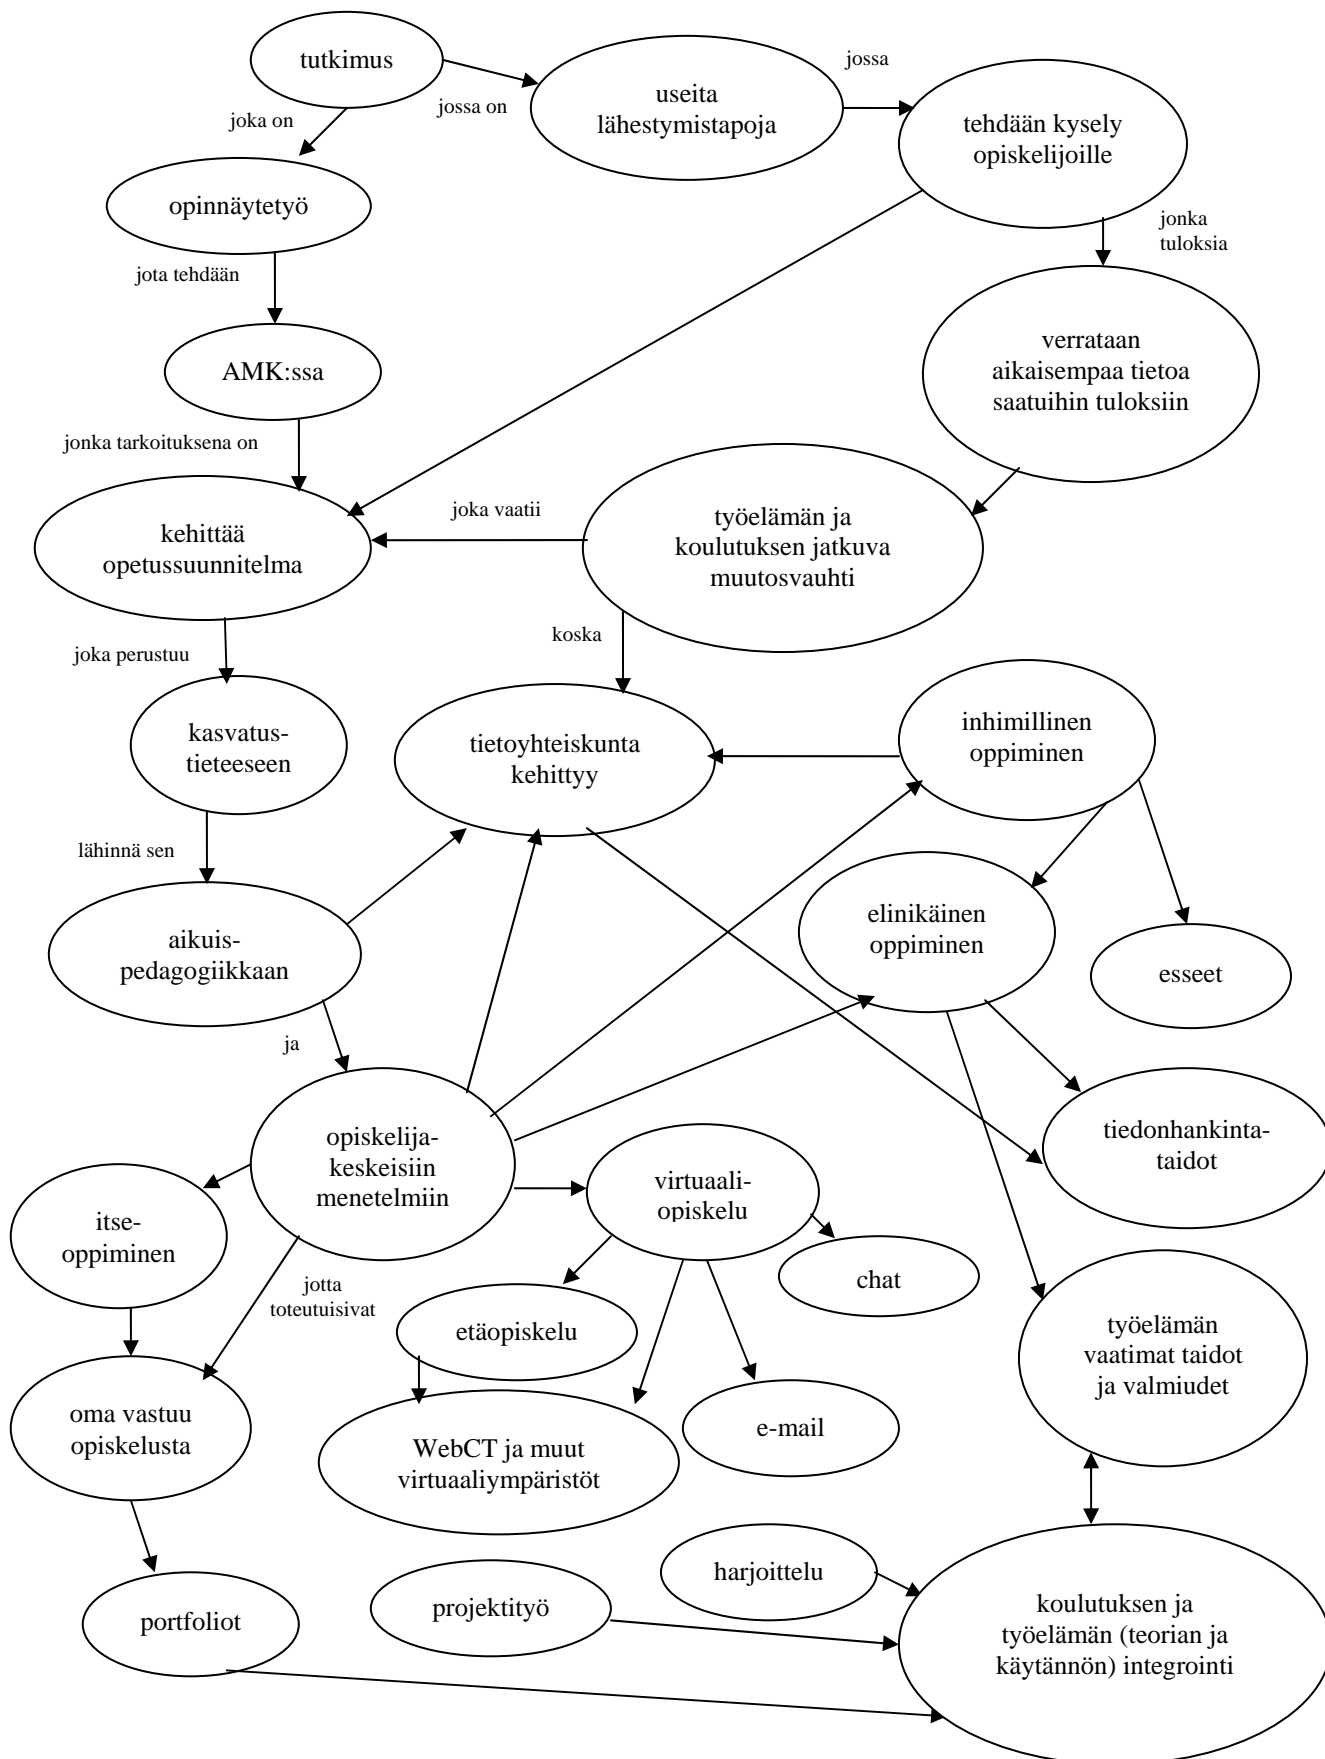 tutkimus
jossa
useita
lähestymistapoja
joka on
jossa on
tehdään kysely
opiskelijoille
opinnäytetyö
jonka
tuloksia
jota tehdään
verrataan
aikaisempaa tietoa
saatuihin tuloksiin
AMK:ssa
jonka tarkoituksena on
joka vaatii
työelämän ja
koulutuksen jatkuva
muutosvauhti
kehittää
opetussuunnitelma
koska
joka perustuu
inhimillinen
oppiminen
kasvatus-
tieteeseen
tietoyhteiskunta
kehittyy
lähinnä sen
elinikäinen
oppiminen
aikuis-
pedagogiikkaan
esseet
ja
opiskelija-
keskeisiin
menetelmiin
tiedonhankinta-
taidot
virtuaali-
opiskelu
itse-
oppiminen
chat
jotta
toteutuisivat
etäopiskelu
työelämän
vaatimat taidot
ja valmiudet
oma vastuu
opiskelusta
e-mail
WebCT ja muut
virtuaaliympäristöt
harjoittelu
projektityö
portfoliot
koulutuksen ja
työelämän (teorian ja
käytännön) integrointi